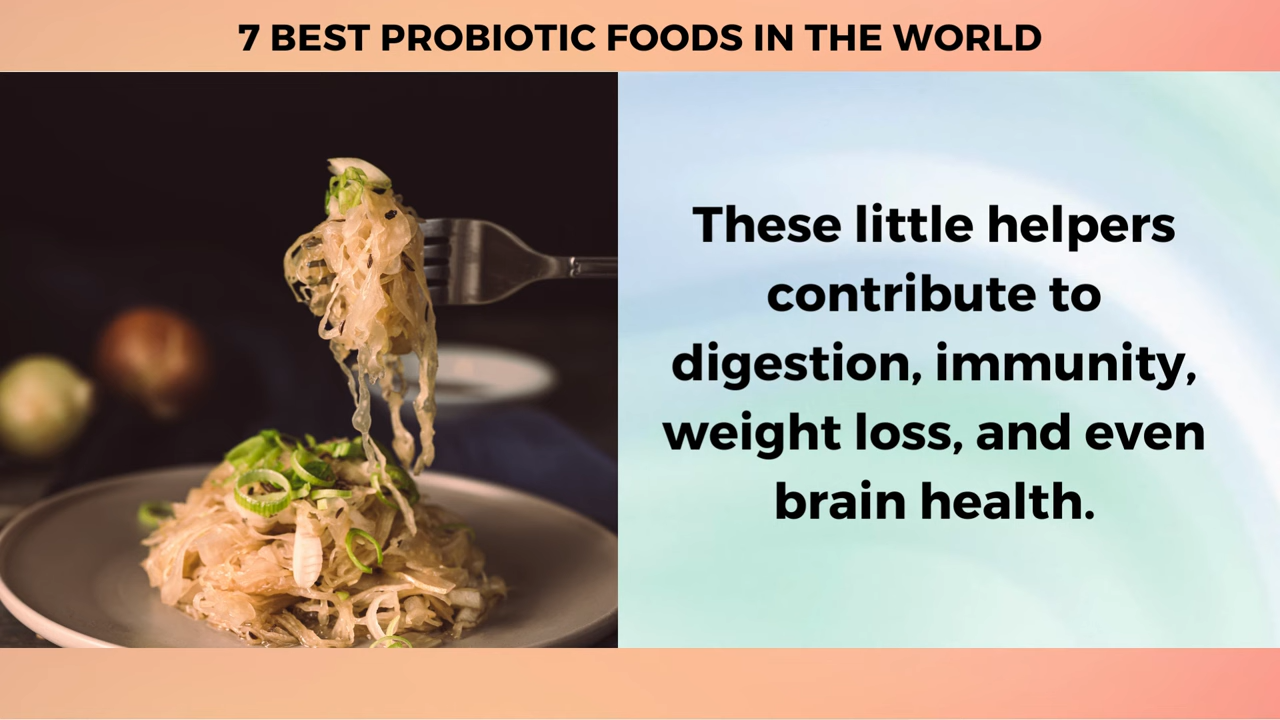 7 BEST PROBIOTIC FOODS IN THE WORLD
These little helpers
contribute to
digestion, immunity,
weight loss, and even
brain health.